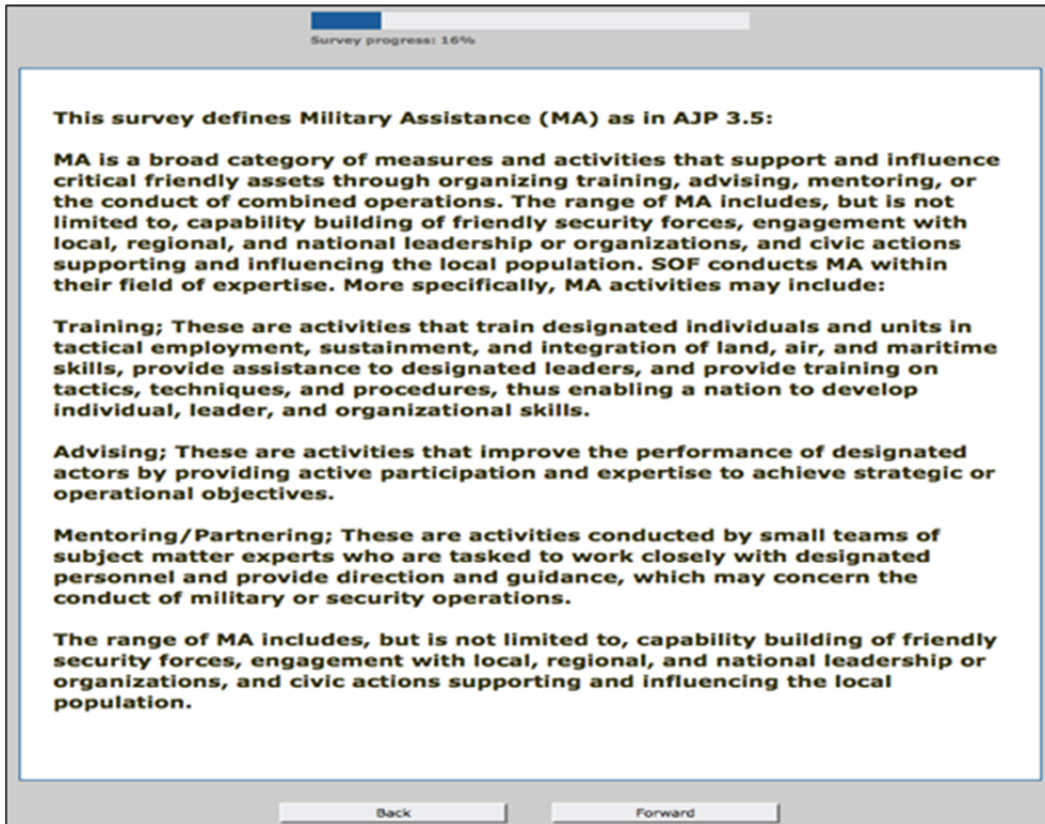 Survey progress: 16%
This survey defines Military Assistance (MA) as in AJP 3.5:
MA is a broad category of measures and activities that support and influence
critical friendly assets through organizing training, advising, mentoring, or
the conduct of combined operations. The range of MA includes, but is not
limited to, capability building of friendly security forces, engagement with
local, regional, and national leadership or organizations, and civic actions
supporting and influencing the local population. SOF conducts MA within
their field of expertise. More specifically, MA activities may include:
Training; These are activities that train designated individuals and units in
tactical employment, sustainment, and integration of land, air, and maritime
skills, provide assistance to designated leaders, and provide training on
tactics, techniques, and procedures, thus enabling a nation to develop
individual, leader, and organizational skills.
Advising; These are activities that improve the performance of designated
actors by providing active participation and expertise to achieve strategic or
operational objectives.
Mentoring/Partnering; These are activities conducted by small teams of
subject matter experts who are tasked to work closely with designated
personnel and provide direction and guidance, which may concern the
conduct of military or security operations.
The range of MA includes, but is not limited to, capability building of friendly
security forces, engagement with local, regional, and national leadership or
organizations, and civic actions supporting and influencing the local
population.
Back
Forward